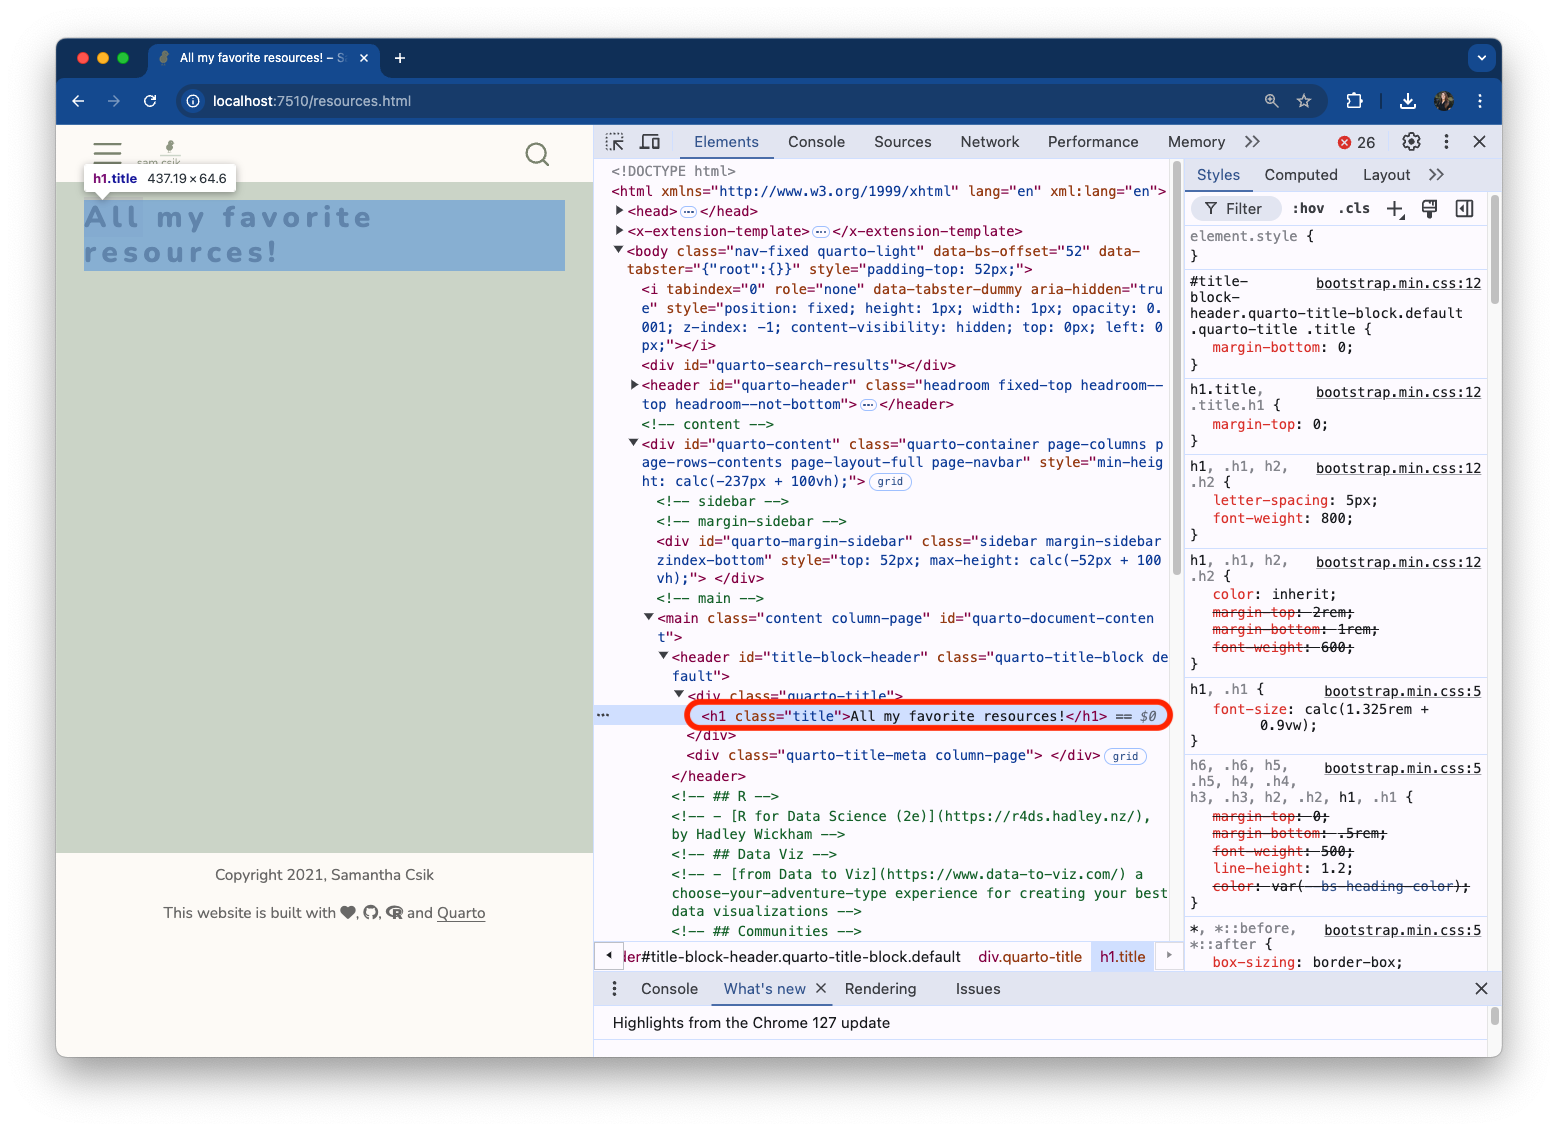 All my favorite resources! – S
localhost:7510/resources.html
sam csik
h1.title 437.19 × 64.6
All my favorite
resources!
Copyright 2021, Samantha Csik
This website is built with , , and Quarto
Elements Console Sources Network Performance Memory 26
<!DOCTYPE html>
<html xmlns="http://www.w3.org/1999/xhtml" lang="en" xml:lang="en">
<head> ⋯ </head>
<x-extension-template> ⋯ </x-extension-template>
<body class="nav-fixed quarto-light" data-bs-offset="52" data-
tabster="{"root":{}}" style="padding-top: 52px;">
<i tabindex="0" role="none" data-tabster-dummy aria-hidden="tru
e" style="position: fixed; height: 1px; width: 1px; opacity: 0.
001; z-index: -1; content-visibility: hidden; top: 0px; left: 0
px;"></i>
<div id="quarto-search-results"></div>
<header id="quarto-header" class="headroom fixed-top headroom--
top headroom--not-bottom"> ⋯ </header>
<!-- content -->
<div id="quarto-content" class="quarto-container page-columns p
age-rows-contents page-layout-full page-navbar" style="min-heig
ht: calc(-237px + 100vh);"> grid
<!-- sidebar -->
<!-- margin-sidebar -->
<div id="quarto-margin-sidebar" class="sidebar margin-sidebar
zindex-bottom" style="top: 52px; max-height: calc(-52px + 100
vh);"> </div>
<!-- main -->
<main class="content column-page" id="quarto-document-conten
t">
<header id="title-block-header" class="quarto-title-block de
fault">
<div class="quarto-title">
<h1 class="title">All my favorite resources!</h1> == $0
</div>
<div class="quarto-title-meta column-page"> </div> grid
</header>
<!-- ## R -->
<!-- - [R for Data Science (2e)](https://r4ds.hadley.nz/),
by Hadley Wickham -->
<!-- ## Data Viz -->
<!-- - [from Data to Viz](https://www.data-to-viz.com/) a
choose-your-adventure-type experience for creating your best
data visualizations -->
<!-- ## Communities -->
der#title-block-header.quarto-title-block.default div.quarto-title h1.title
Styles Computed Layout
Filter :hov .cls
element.style {
}
#title- bootstrap.min.css:12
block-
header.quarto-title-block.default
.quarto-title .title {
margin-bottom: 0;
}
h1.title, bootstrap.min.css:12
.title.h1 {
margin-top: 0;
}
h1, .h1, h2, bootstrap.min.css:12
.h2 {
letter-spacing: 5px;
font-weight: 800;
}
h1, .h1, h2, bootstrap.min.css:12
.h2 {
color: inherit;
margin-top: 2rem;
margin-bottom: 1rem;
font-weight: 600;
}
h1, .h1 { bootstrap.min.css:5
font-size: calc(1.325rem +
0.9vw);
}
h6, .h6, h5, bootstrap.min.css:5
.h5, h4, .h4,
h3, .h3, h2, .h2, h1, .h1 {
margin-top: 0;
margin-bottom: .5rem;
font-weight: 500;
line-height: 1.2;
color: var(--bs-heading-color);
}
*, *::before, bootstrap.min.css:5
*::after {
box-sizing: border-box;
Console What's new Rendering Issues
Highlights from the Chrome 127 update